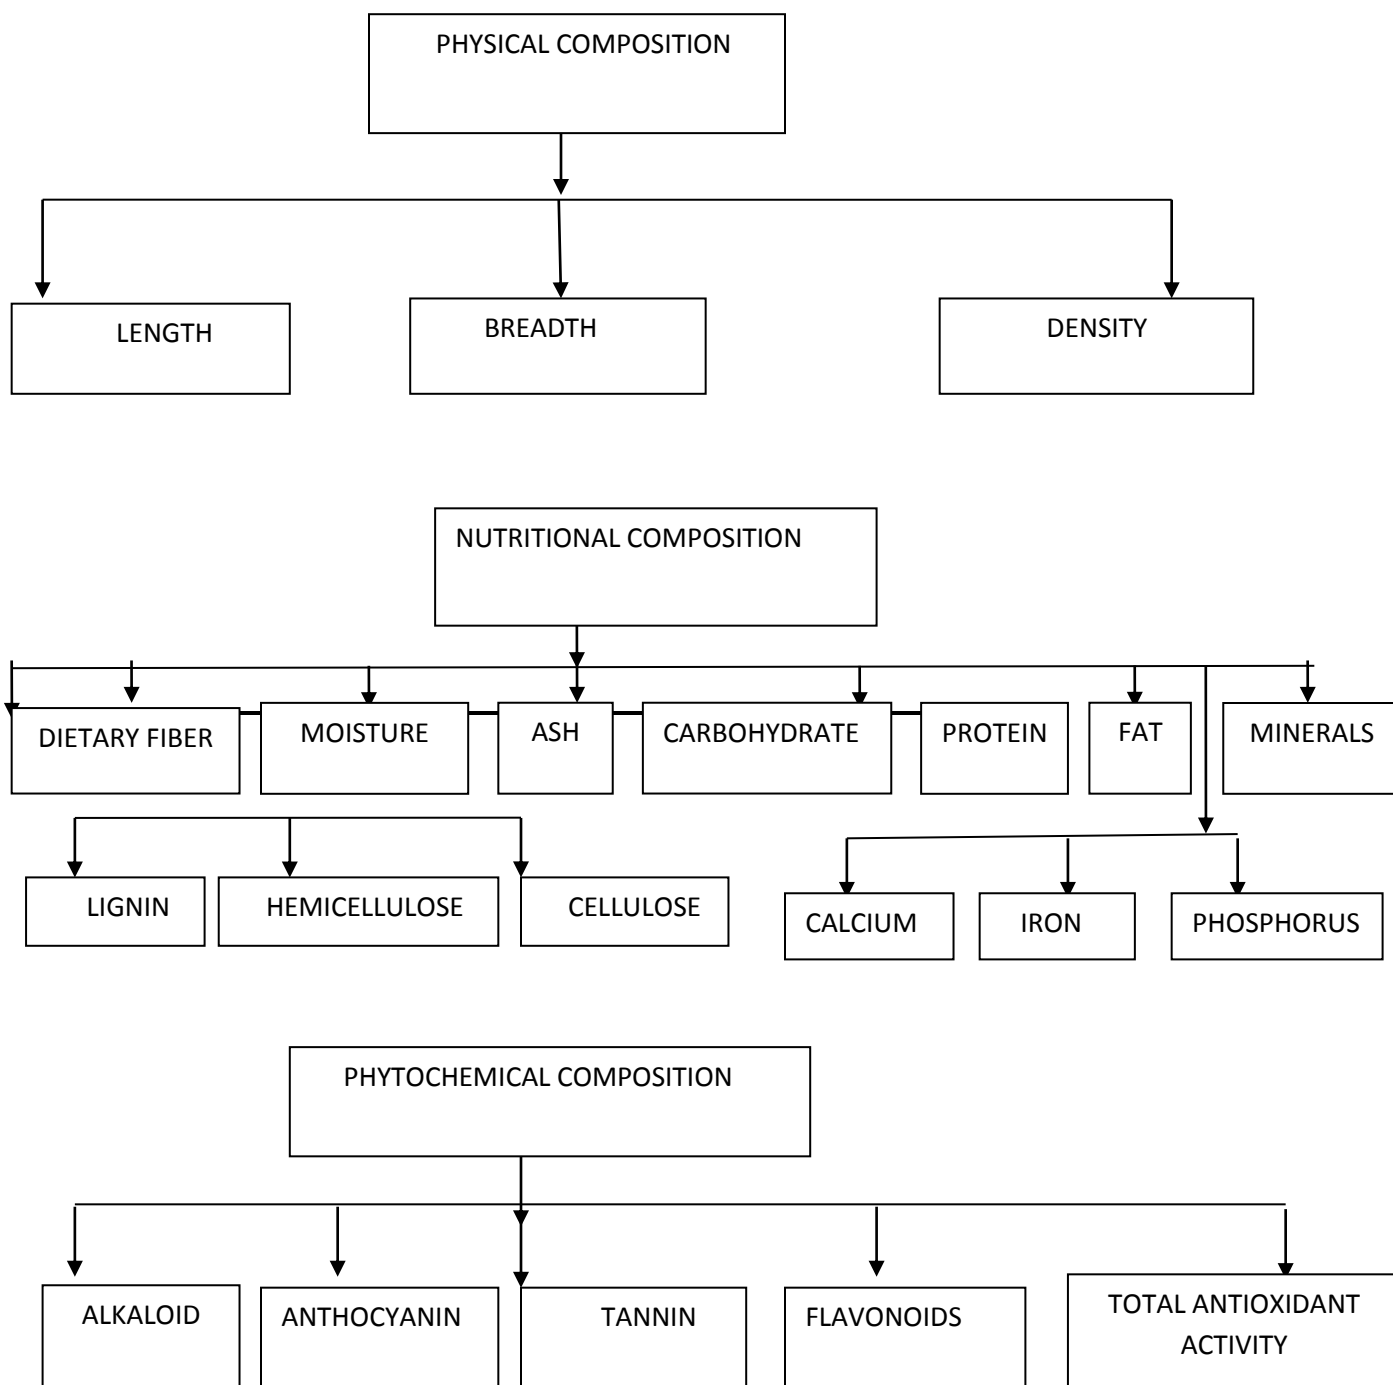 PHYSICAL COMPOSITION
LENGTH
BREADTH
DENSITY
NUTRITIONAL COMPOSITION
DIETARY FIBER
MOISTURE
ASH
CARBOHYDRATE
PROTEIN
FAT
MINERALS
LIGNIN
HEMICELLULOSE
CELLULOSE
CALCIUM
IRON
PHOSPHORUS
PHYTOCHEMICAL COMPOSITION
ALKALOID
ANTHOCYANIN
TANNIN
FLAVONOIDS
TOTAL ANTIOXIDANT
ACTIVITY